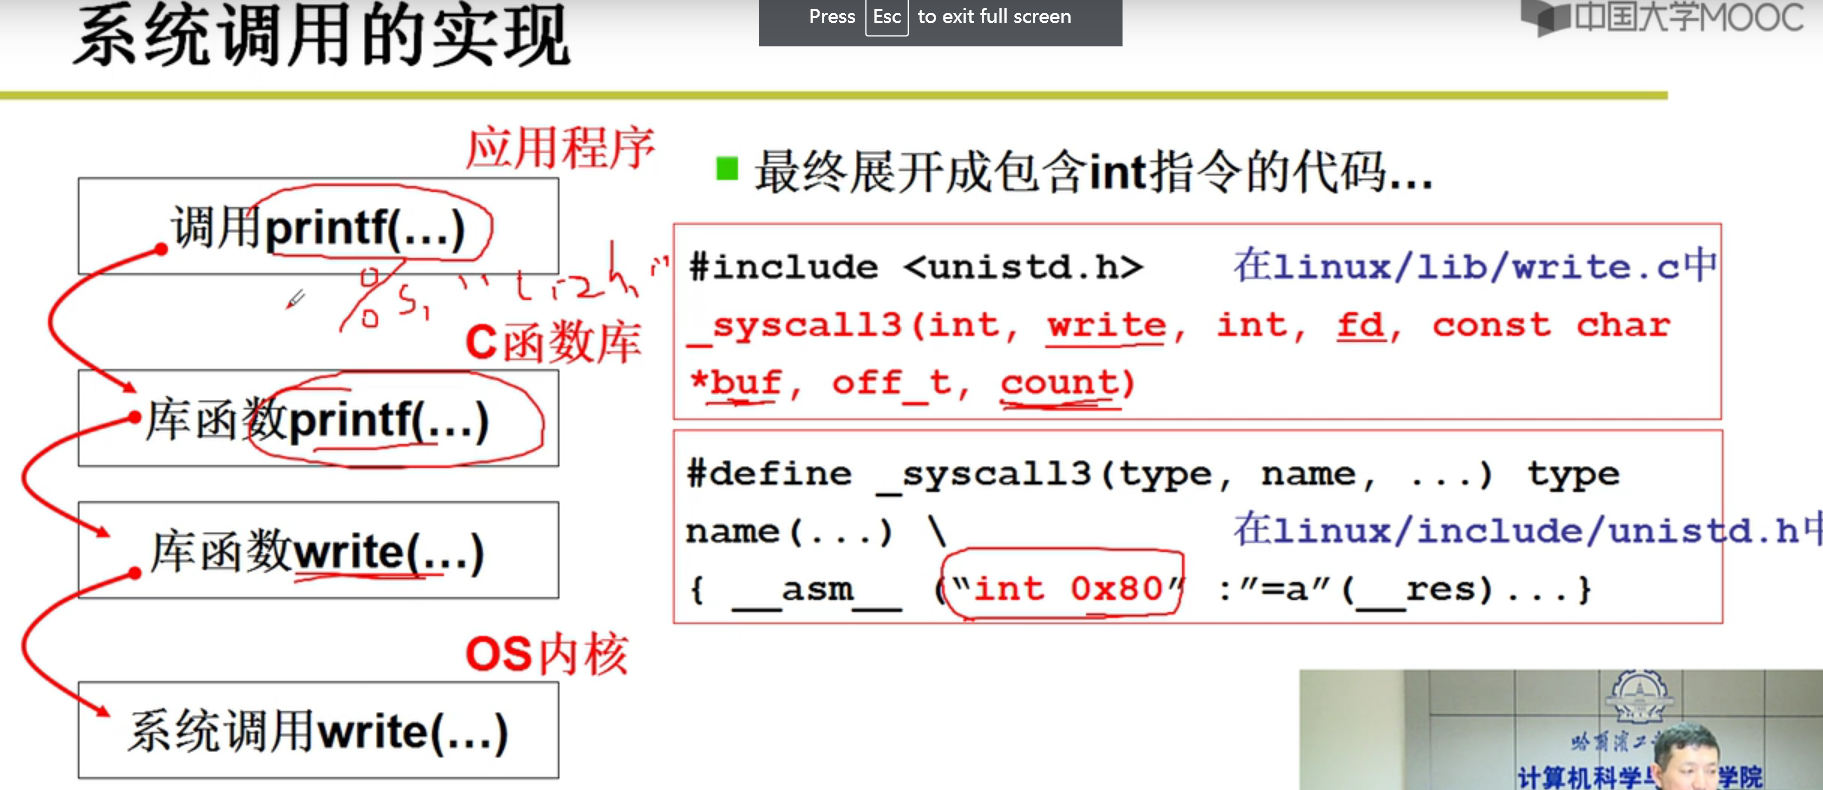 系统调用的实现
Press Esc to exit full screen
中国大学MOOC
应用程序
调用printf(...)
%s, "lizh"
C函数库
库函数printf(...)
库函数write(...)
OS内核
系统调用write(...)
最终展开成包含int指令的代码...
#include <unistd.h> 在linux/lib/write.c中
_syscall3(int, write, int, fd, const char
*buf, off_t, count)
#define _syscall3(type, name, ...) type
name(...) \ 在linux/include/unistd.h中
{ __asm__ (“int 0x80” :”=a”(__res)...}
哈尔滨工
计算机科学与 学院